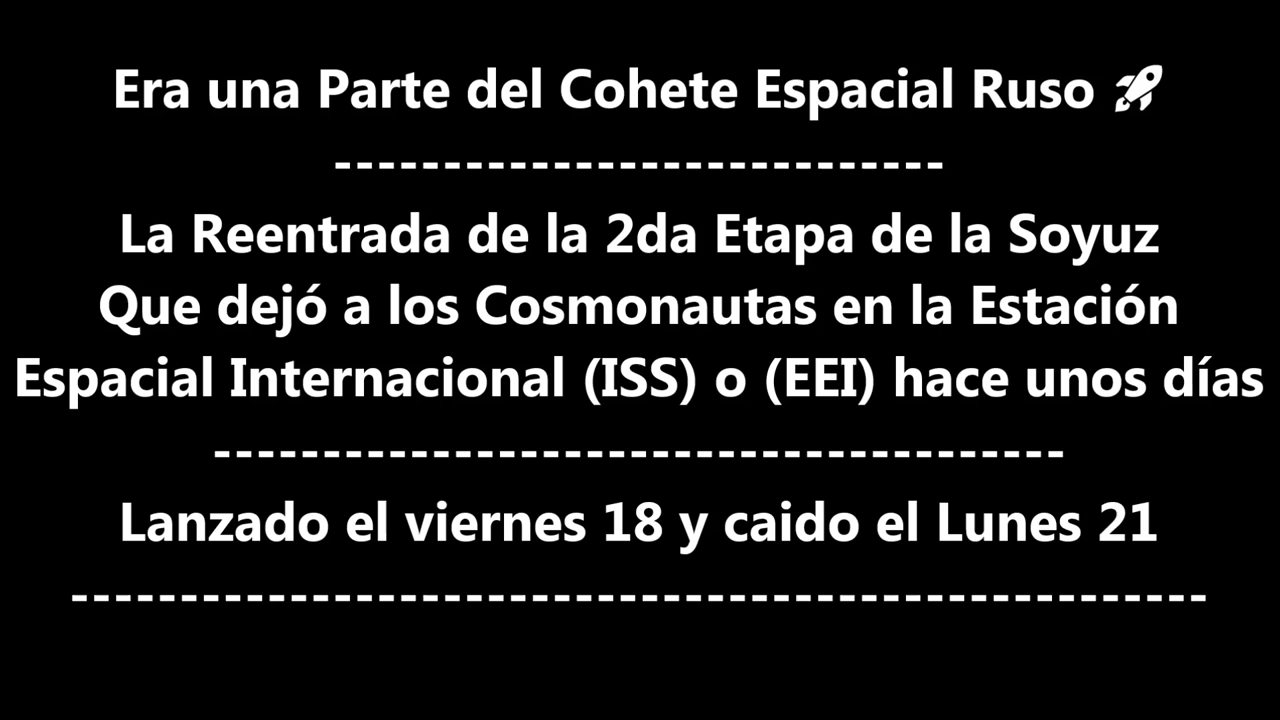 Era una Parte del Cohete Espacial Ruso 🚀
----------------------------
La Reentrada de la 2da Etapa de la Soyuz
Que dejó a los Cosmonautas en la Estación
Espacial Internacional (ISS) o (EEI) hace unos días
---------------------------------------
Lanzado el viernes 18 y caido el Lunes 21
----------------------------------------------------